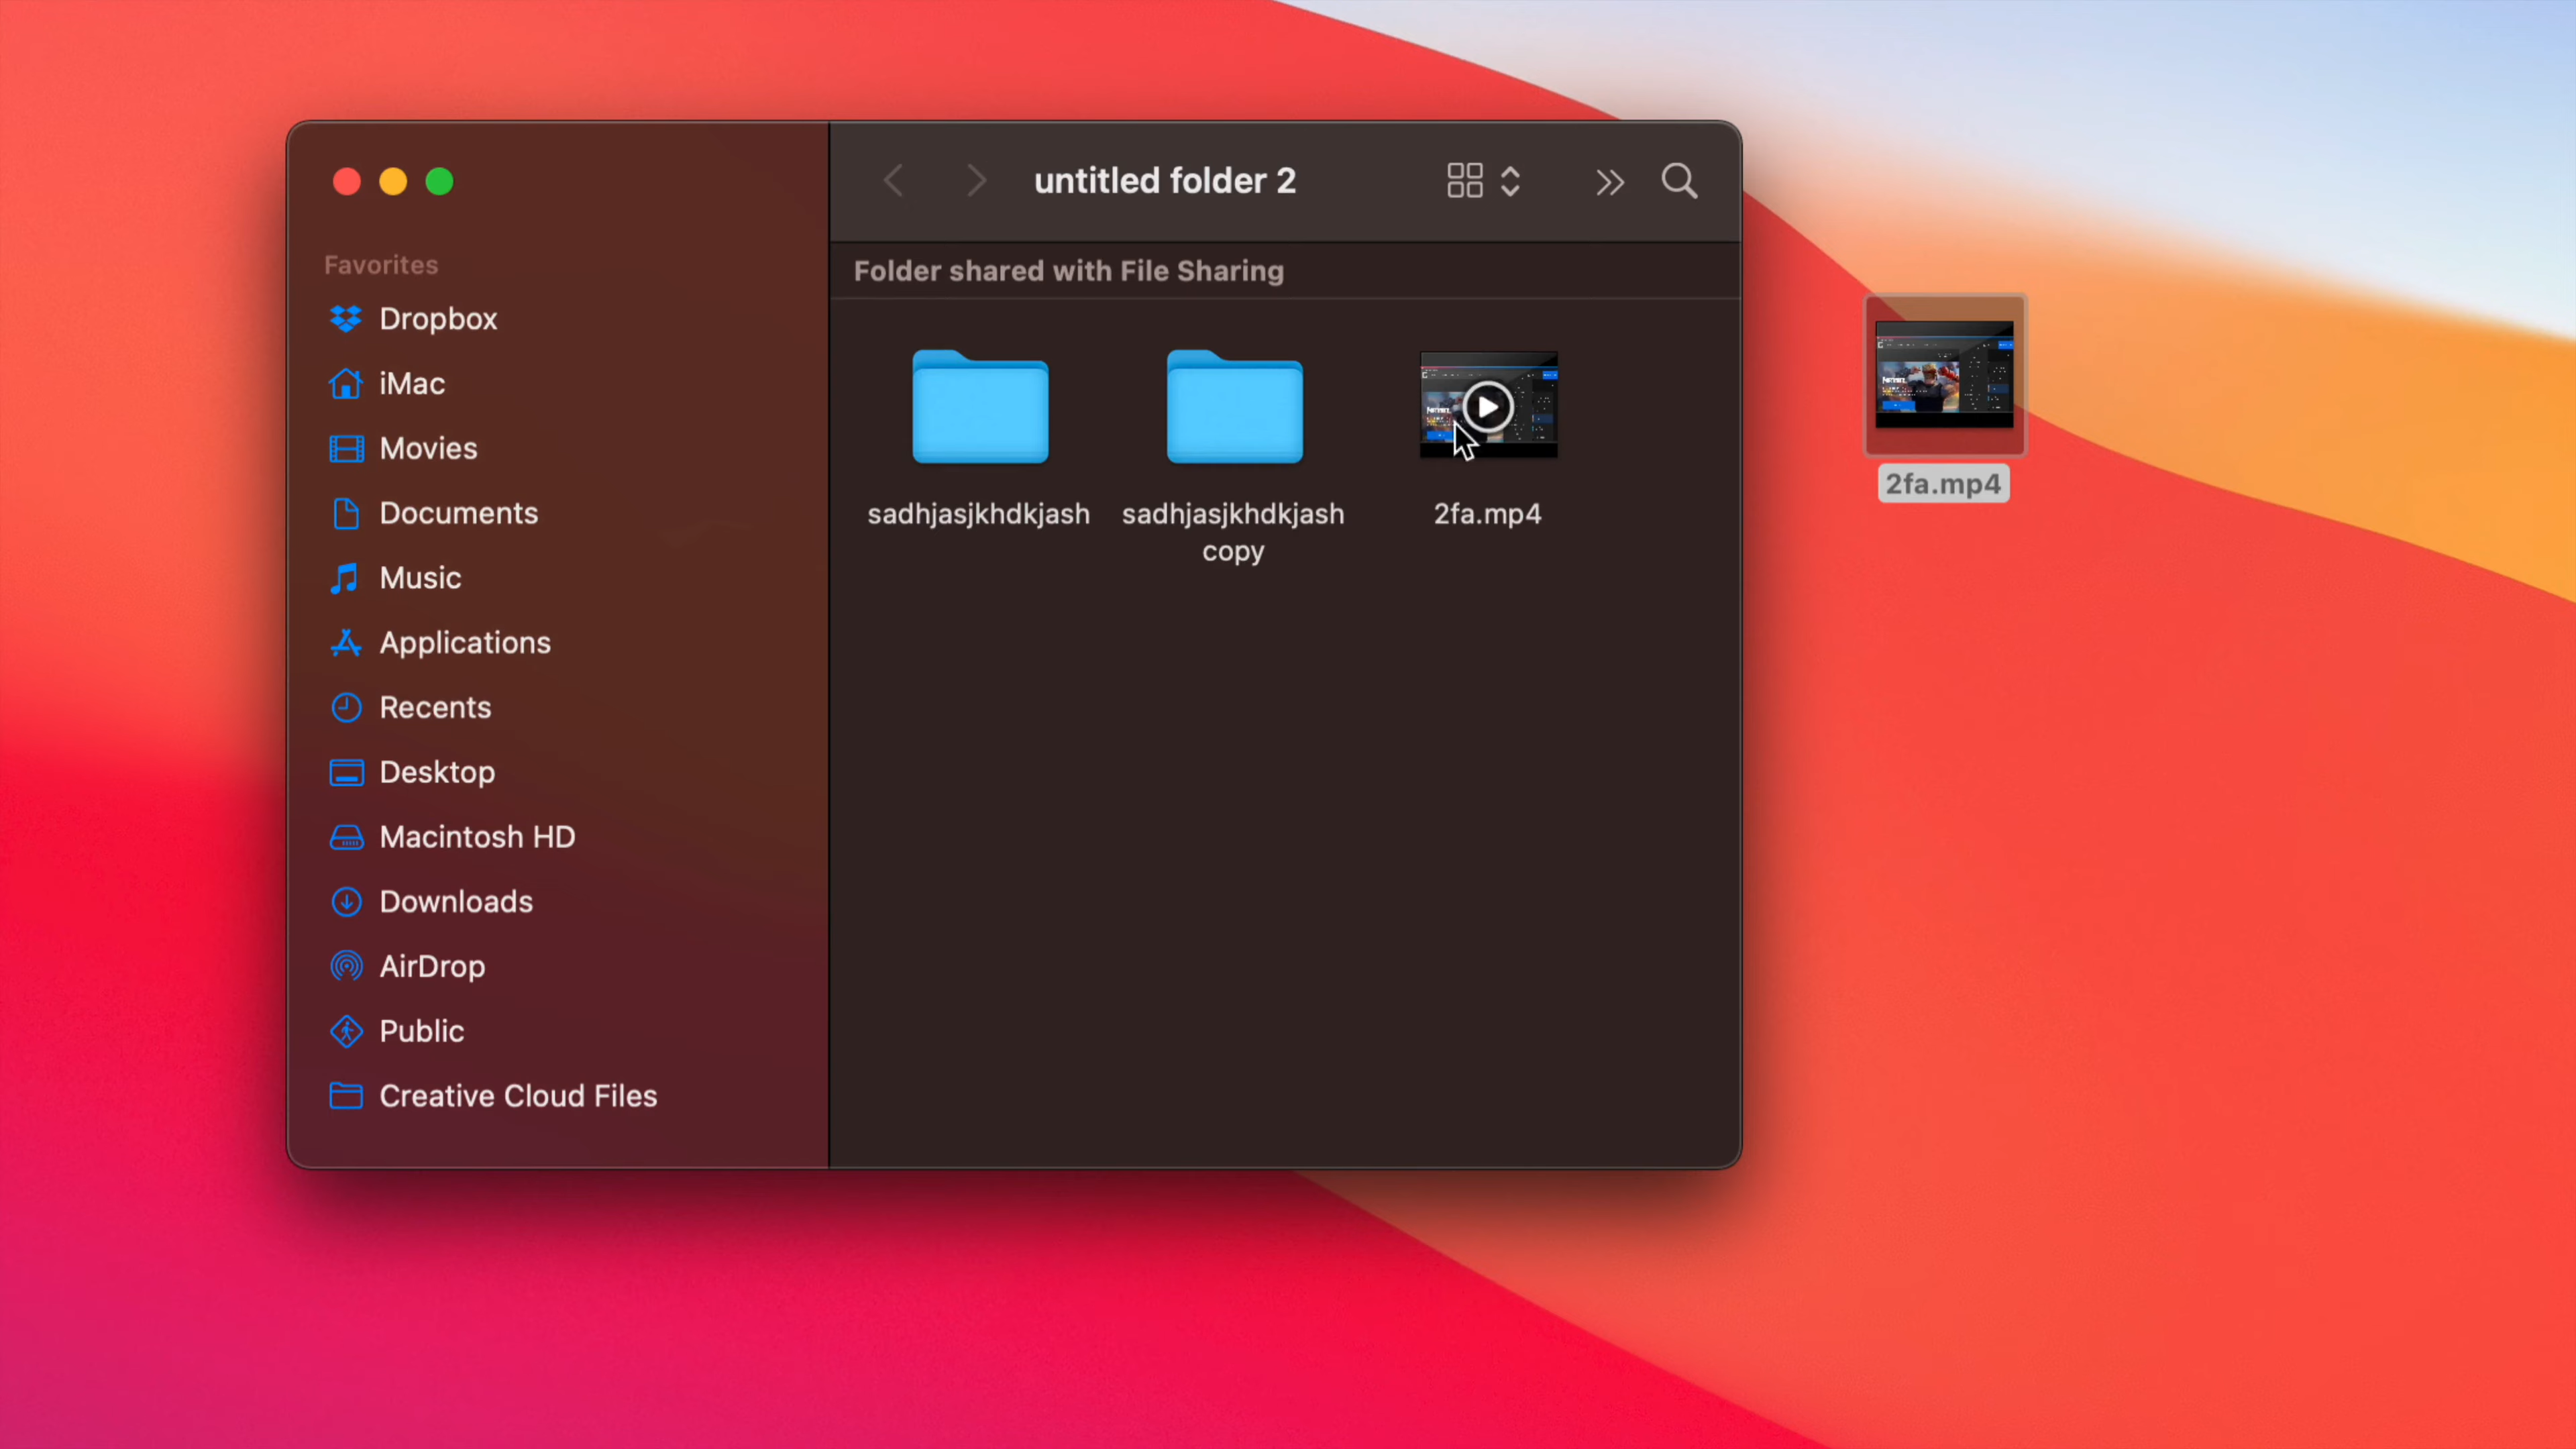 untitled folder 2
Favorites
Dropbox
iMac
Movies
Documents
Music
Applications
Recents
Desktop
Macintosh HD
Downloads
AirDrop
Public
Creative Cloud Files
Folder shared with File Sharing
sadhjasjkhdkjash
sadhjasjkhdkjash
copy
2fa.mp4
2fa.mp4